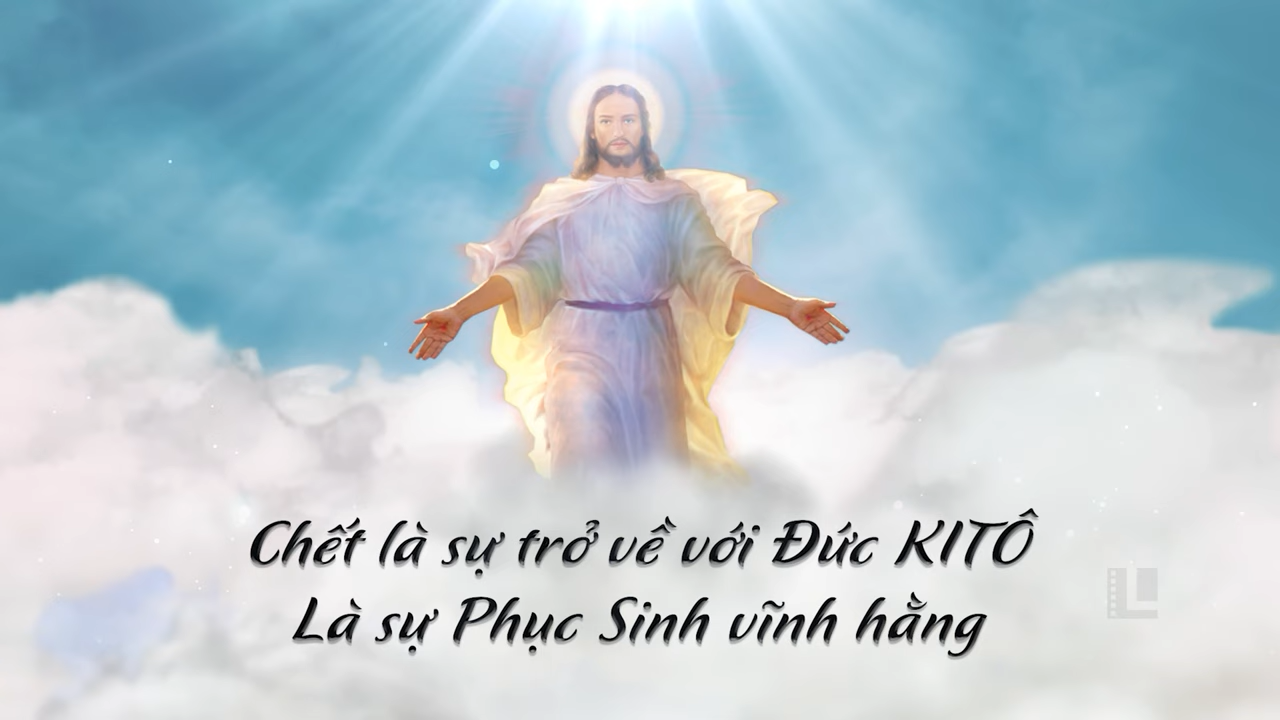 Chết là sự trở về với Đức KITÔ
Là sự Phục Sinh vĩnh hằng